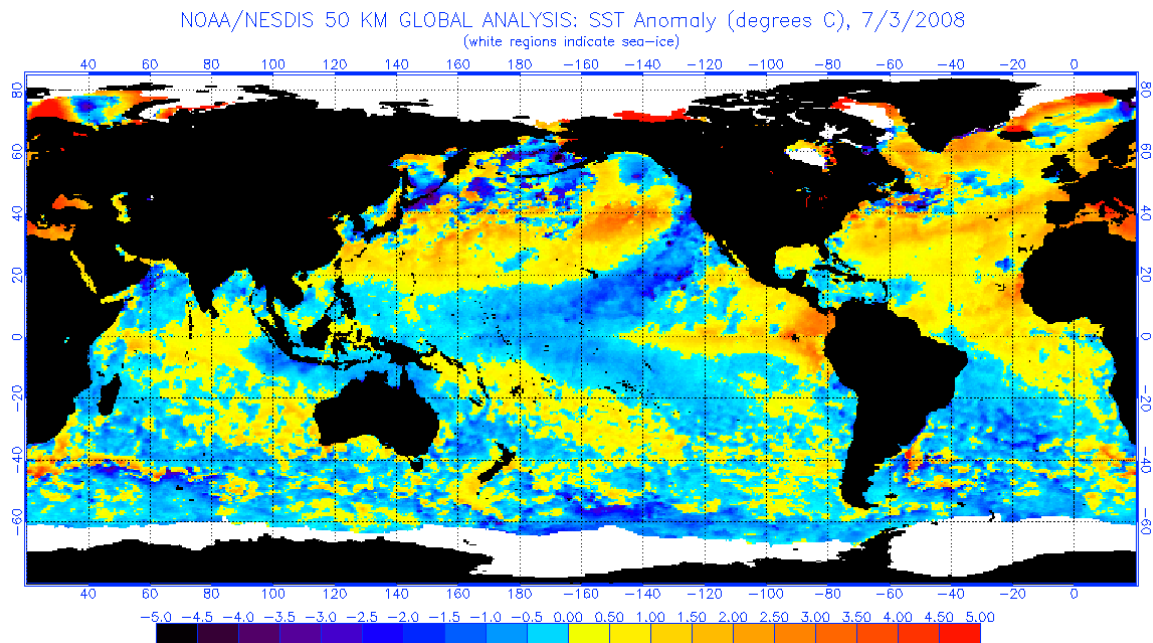 NOAA/NESDIS 50 KM GLOBAL ANALYSIS: SST Anomaly (degrees C), 7/3/2008
(white regions indicate sea-ice)
40 60 80 100 120 140 160 180 -160 -140 -120 -100 -80 -60 -40 -20 0
80 80
60 60
40 40
20 20
0 0
-20 -20
-40 -40
-60 -60
40 60 80 100 120 140 160 180 -160 -140 -120 -100 -80 -60 -40 -20 0
-5.0 -4.5 -4.0 -3.5 -3.0 -2.5 -2.0 -1.5 -1.0 -0.5 0.00 0.50 1.00 1.50 2.00 2.50 3.00 3.50 4.00 4.50 5.00